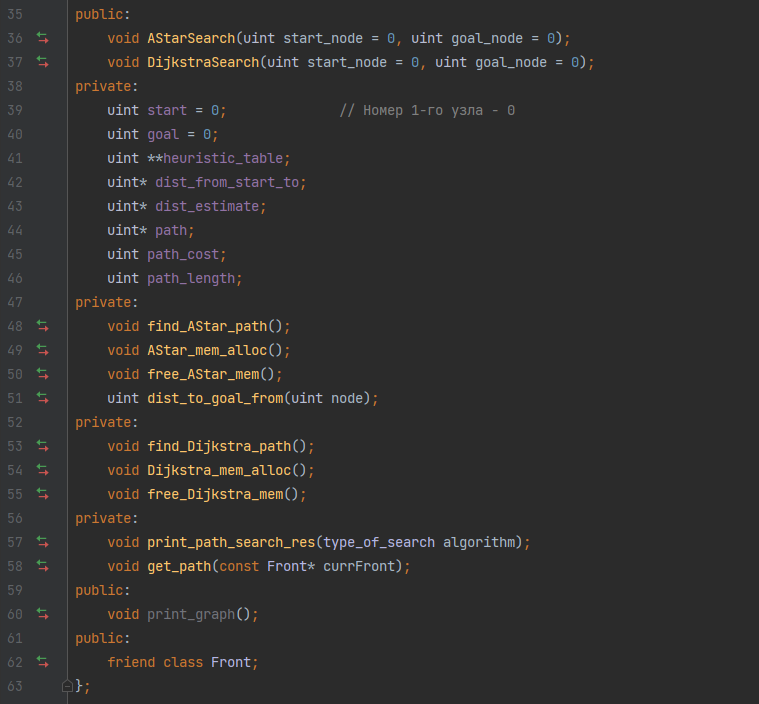 35 public:
36 void AStarSearch(uint start_node = 0, uint goal_node = 0);
37 void DijkstraSearch(uint start_node = 0, uint goal_node = 0);
38 private:
39 uint start = 0; // Номер 1-го узла - 0
40 uint goal = 0;
41 uint **heuristic_table;
42 uint* dist_from_start_to;
43 uint* dist_estimate;
44 uint* path;
45 uint path_cost;
46 uint path_length;
47 private:
48 void find_AStar_path();
49 void AStar_mem_alloc();
50 void free_AStar_mem();
51 uint dist_to_goal_from(uint node);
52 private:
53 void find_Dijkstra_path();
54 void Dijkstra_mem_alloc();
55 void free_Dijkstra_mem();
56 private:
57 void print_path_search_res(type_of_search algorithm);
58 void get_path(const Front* currFront);
59 public:
60 void print_graph();
61 public:
62 friend class Front;
63 };